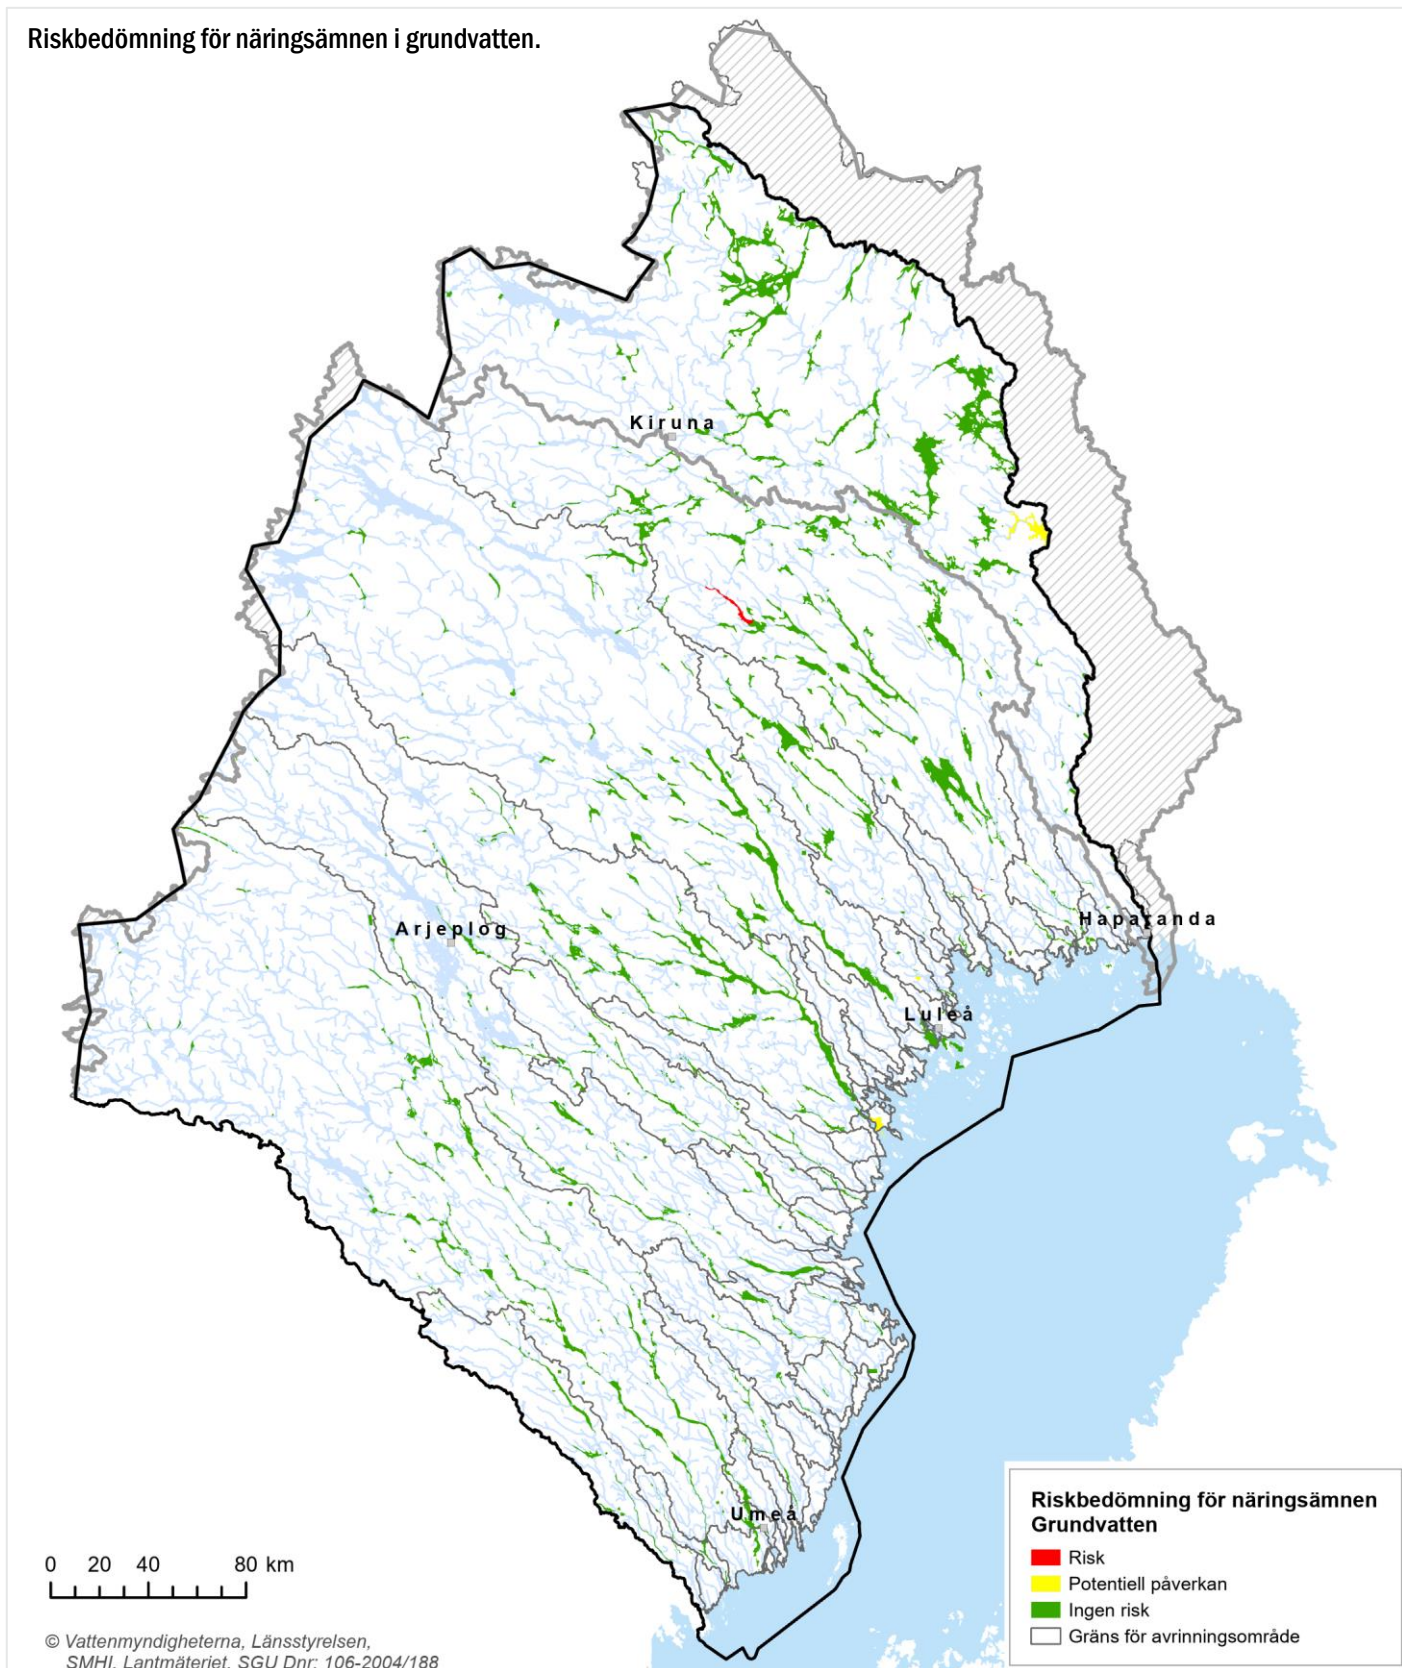 Riskbedömning för näringsämnen i grundvatten.
Kiruna
Arjeplog
Haparanda
Luleå
Umeå
0 20 40 80 km
Riskbedömning för näringsämnen
Grundvatten
Risk
Potentiell påverkan
Ingen risk
Gräns för avrinningsområde
© Vattenmyndigheterna, Länsstyrelsen,
SMHI, Lantmäteriet, SGU Dnr: 106-2004/188